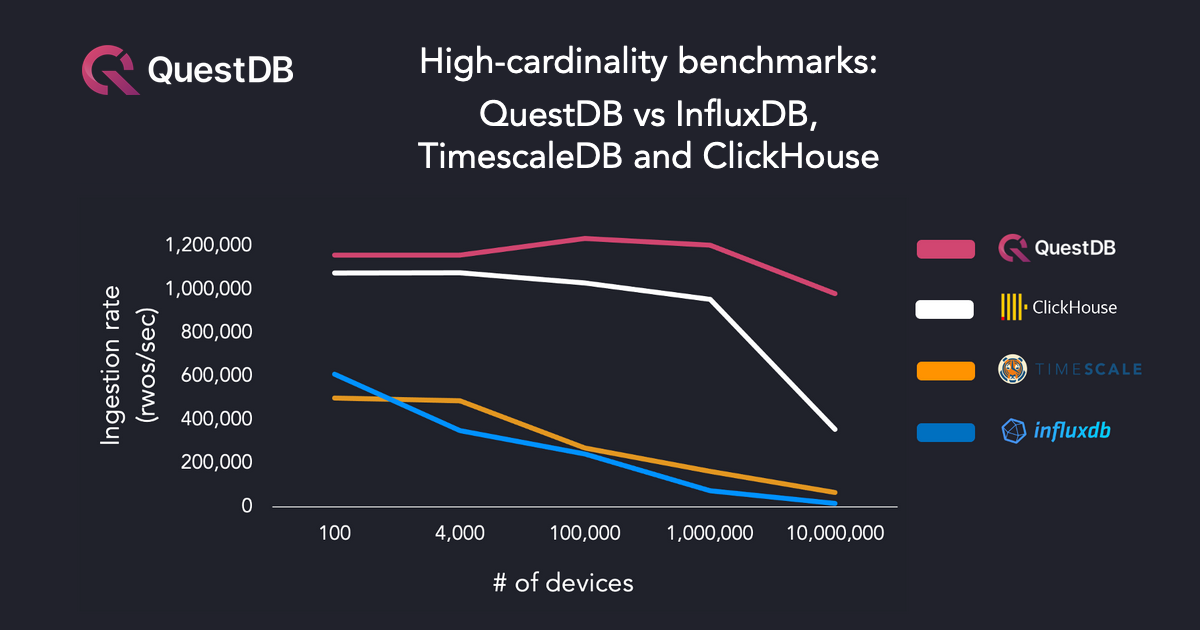 QuestDB
High-cardinality benchmarks:
QuestDB vs InfluxDB,
TimescaleDB and ClickHouse
Ingestion rate
(rwos/sec)
1,200,000
1,000,000
800,000
600,000
400,000
200,000
0
100
4,000
100,000
1,000,000
10,000,000
# of devices
QuestDB
ClickHouse
TIMESCALE
influxdb